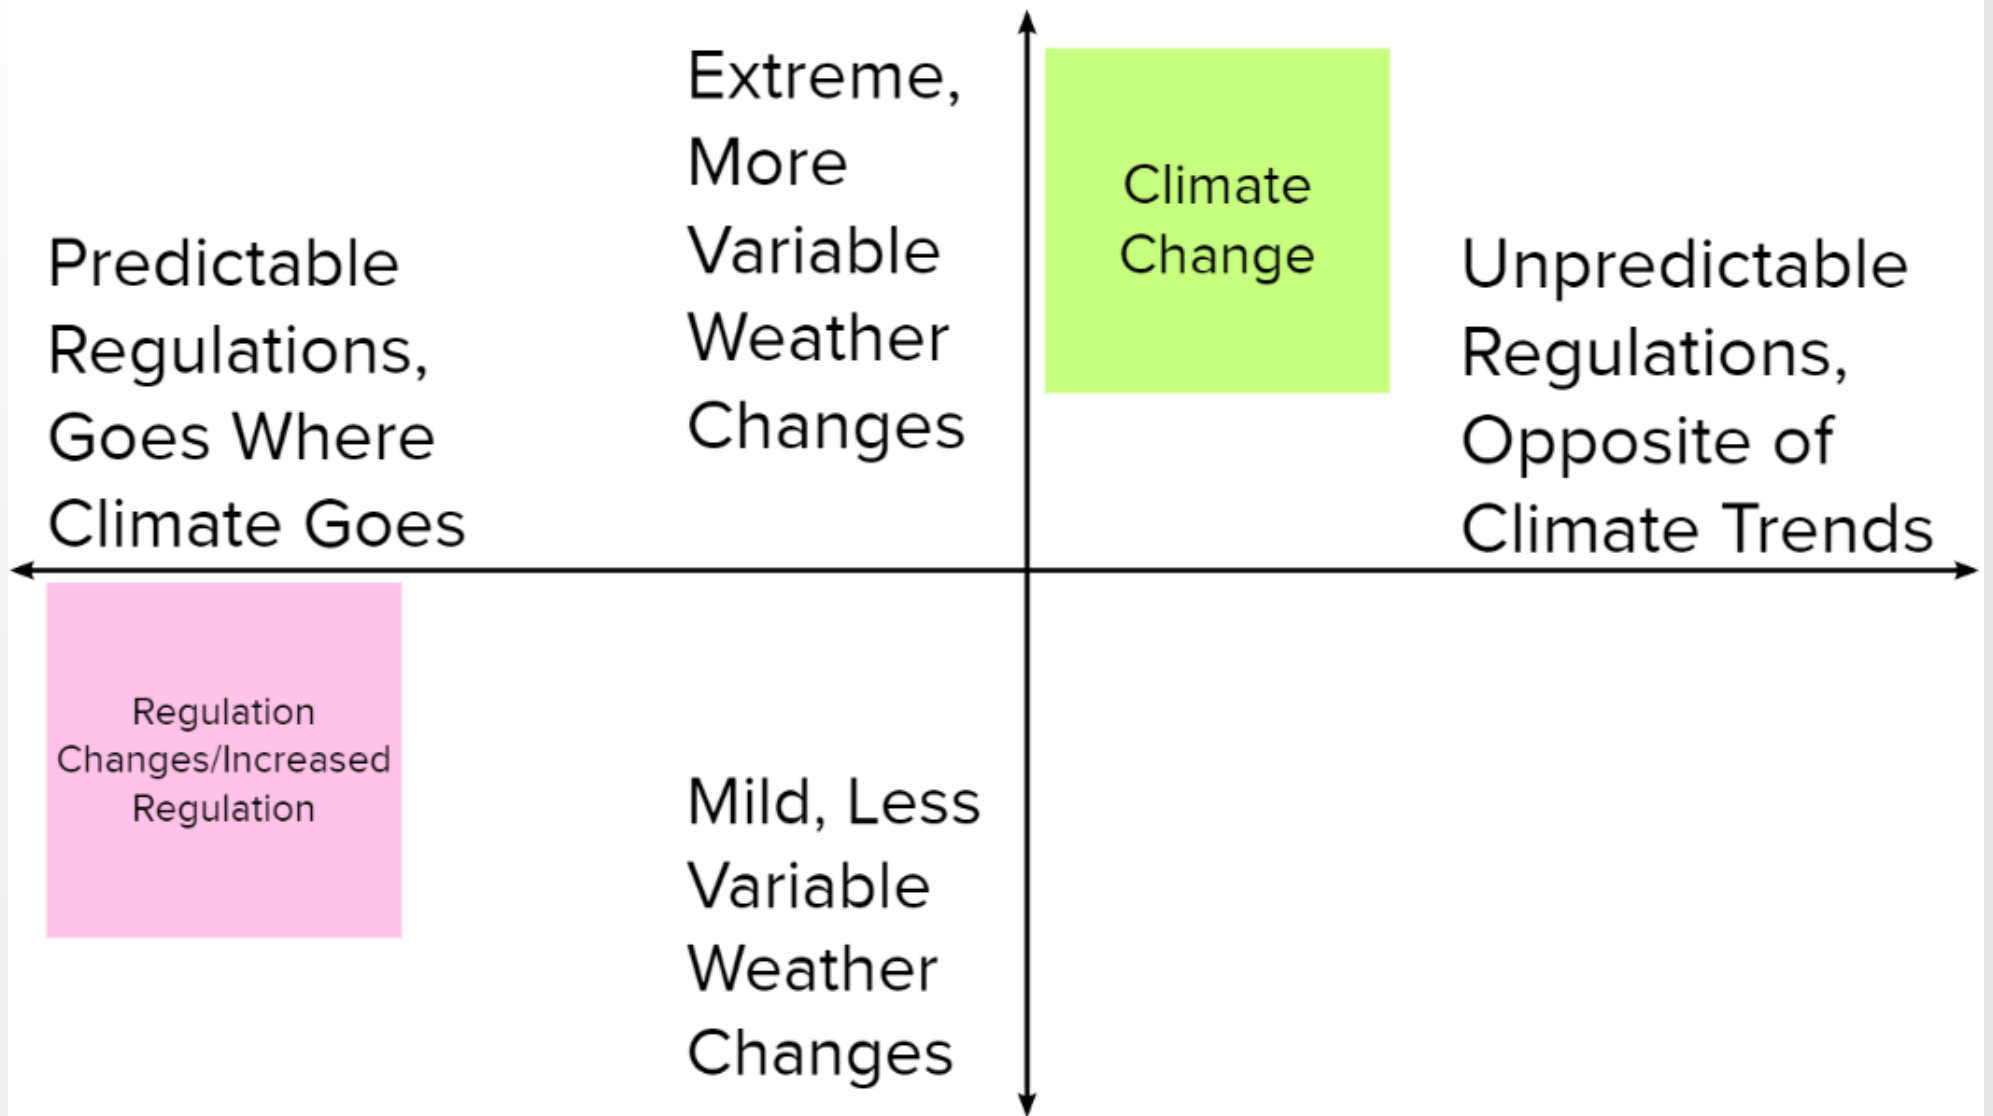 Extreme,
More
Variable
Weather
Changes
Climate
Change
Predictable
Regulations,
Goes Where
Climate Goes
Unpredictable
Regulations,
Opposite of
Climate Trends
Regulation
Changes/Increased
Regulation
Mild, Less
Variable
Weather
Changes